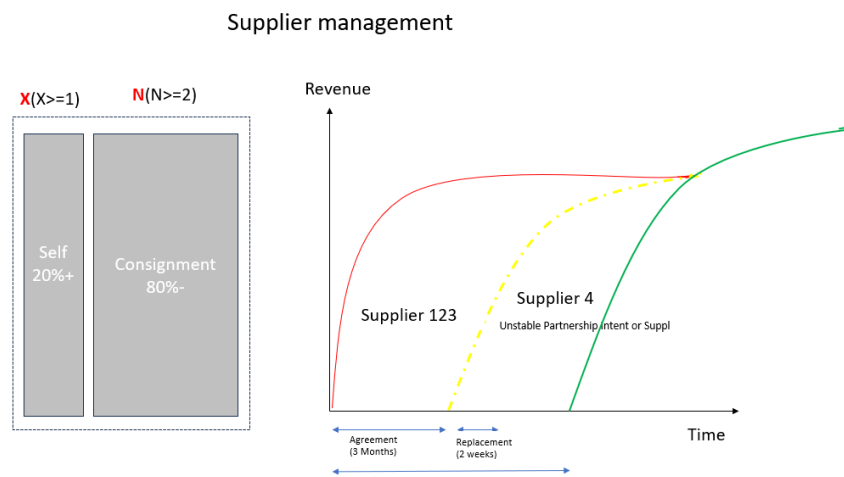 Supplier management
X(X>=1)
N(N>=2)
Self
20%+
Consignment
80%-
Revenue
Supplier 123
Supplier 4
Unstable Partnership Intent or Suppl
Agreement
(3 Months)
Replacement
(2 weeks)
Time